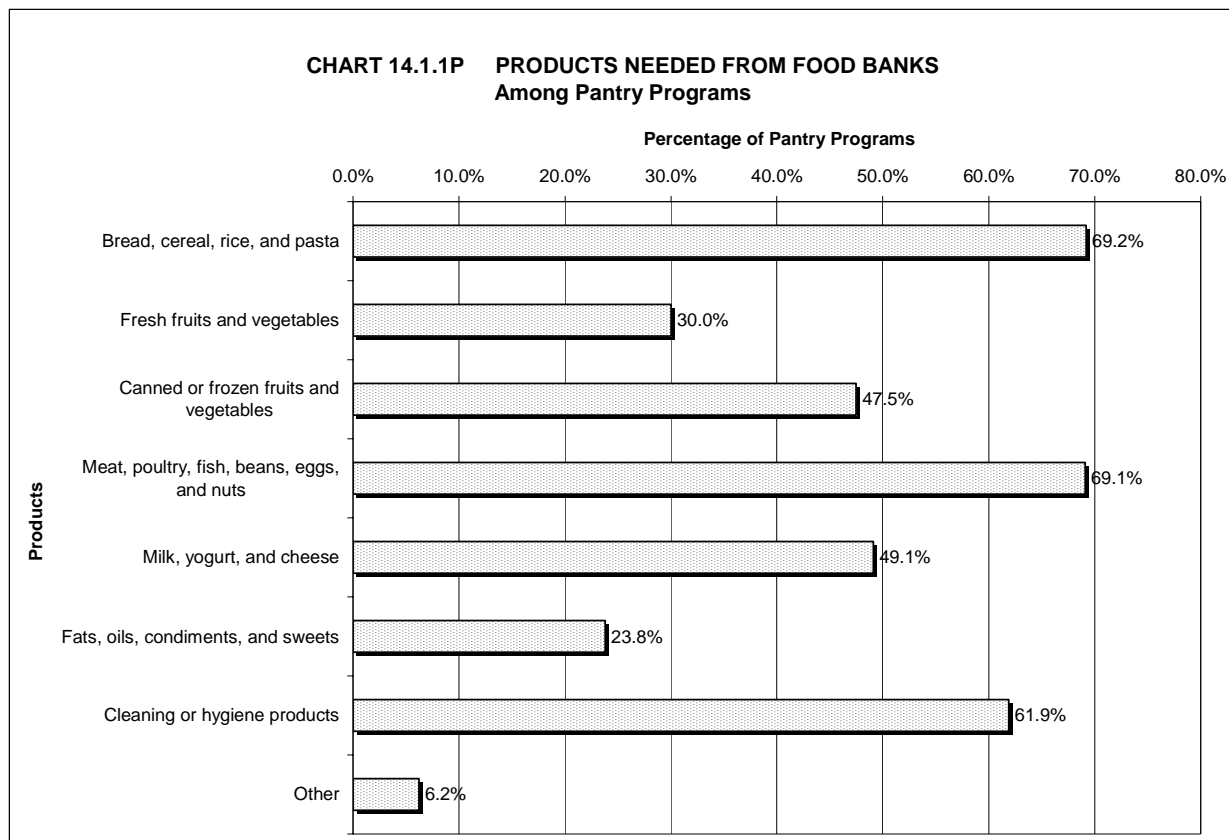 CHART 14.1.1P PRODUCTS NEEDED FROM FOOD BANKS
Among Pantry Programs
Percentage of Pantry Programs
0.0% 10.0% 20.0% 30.0% 40.0% 50.0% 60.0% 70.0% 80.0%
Products
Bread, cereal, rice, and pasta 69.2%
Fresh fruits and vegetables 30.0%
Canned or frozen fruits and
vegetables 47.5%
Meat, poultry, fish, beans, eggs,
and nuts 69.1%
Milk, yogurt, and cheese 49.1%
Fats, oils, condiments, and sweets 23.8%
Cleaning or hygiene products 61.9%
Other 6.2%